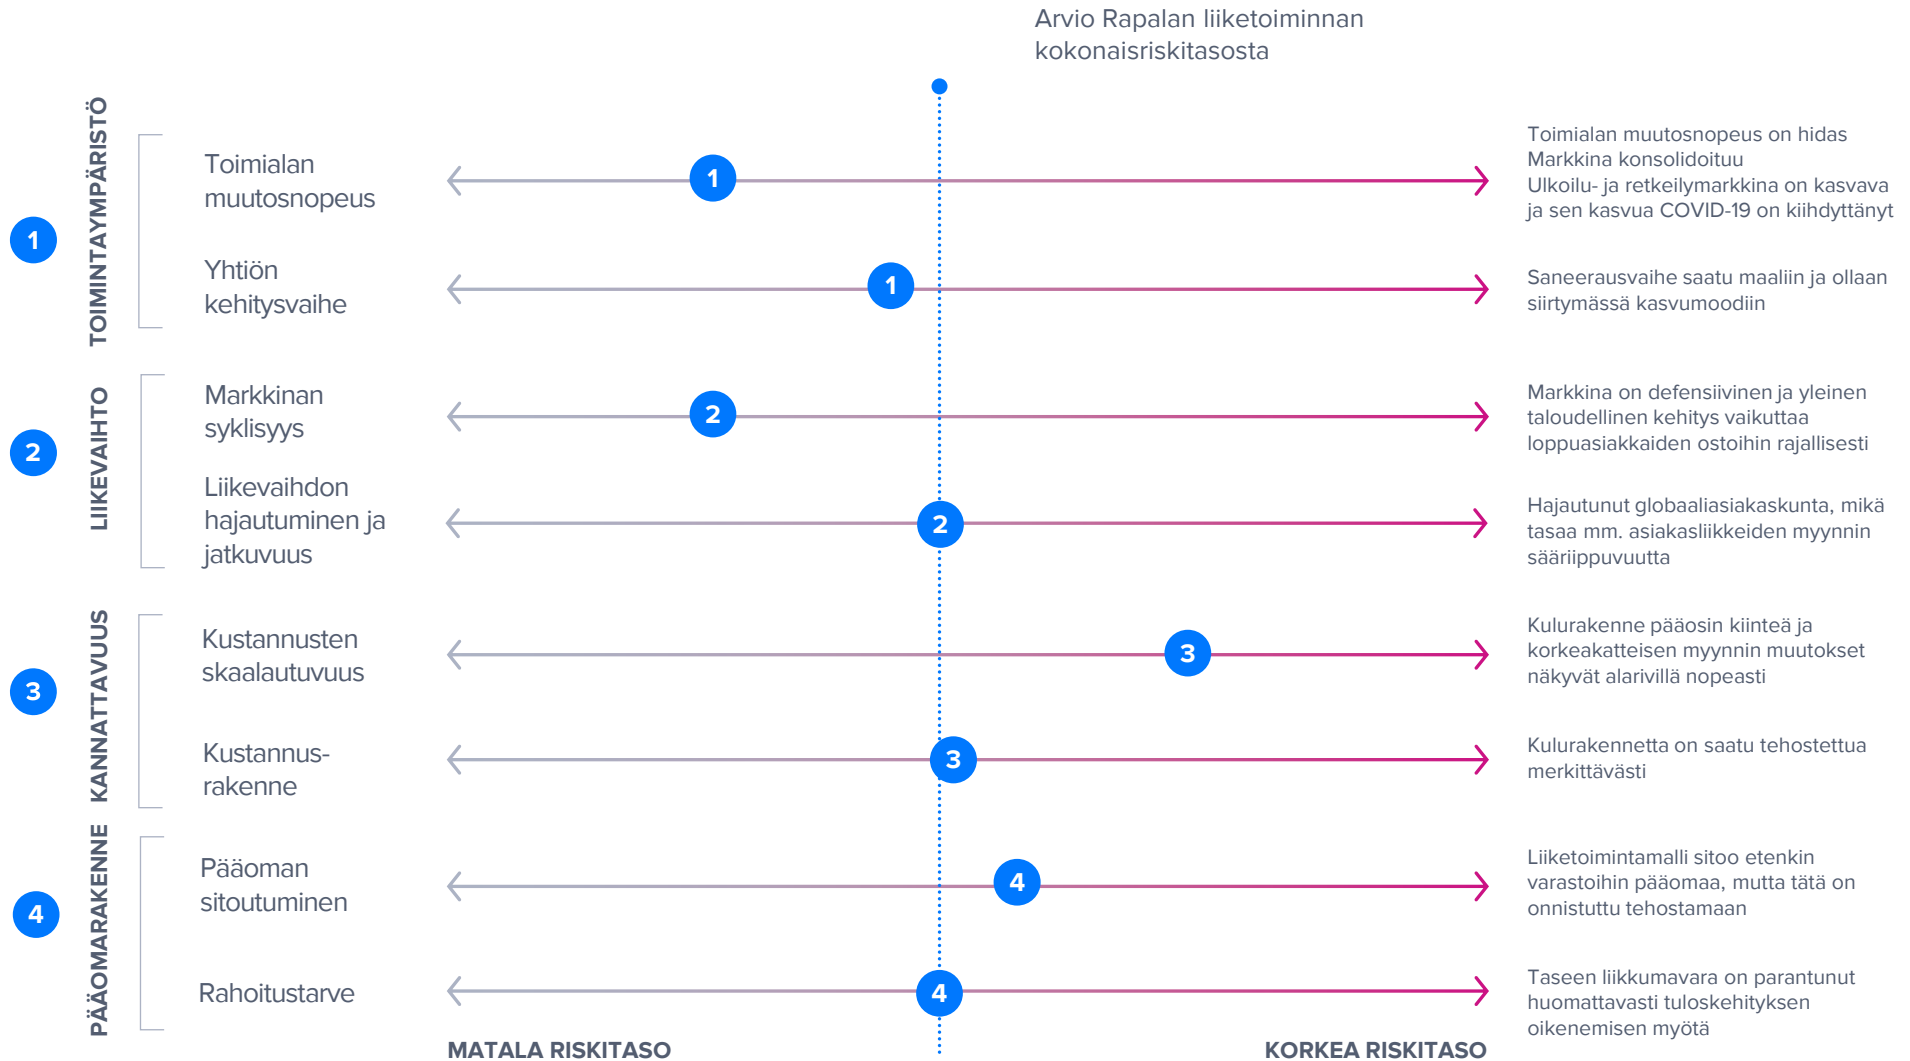 Arvio Rapalan liiketoiminnan
kokonaisriskitasosta
1
TOIMINTAYMPÄRISTÖ
Toimialan
muutosnopeus
1
Toimialan muutosnopeus on hidas
Markkina konsolidoituu
Ulkoilu- ja retkeilymarkkina on kasvava
ja sen kasvua COVID-19 on kiihdyttänyt
Yhtiön
kehitysvaihe
1
Saneerausvaihe saatu maaliin ja ollaan
siirtymässä kasvumoodiin
2
LIIKEVAIHTO
Markkinan
syklisyys
2
Markkina on defensiivinen ja yleinen
taloudellinen kehitys vaikuttaa
loppuasiakkaiden ostoihin rajallisesti
Liikevaihdon
hajautuminen ja
jatkuvuus
2
Hajautunut globaaliasiakaskunta, mikä
tasaa mm. asiakasliikkeiden myynnin
sääriippuvuutta
3
KANNATTAVUUS
Kustannusten
skaalautuvuus
3
Kulurakenne pääosin kiinteä ja
korkeakatteisen myynnin muutokset
näkyvät alarivillä nopeasti
Kustannus-
rakenne
3
Kulurakennetta on saatu tehostettua
merkittävästi
4
PÄÄOMARAKENNE
Pääoman
sitoutuminen
4
Liiketoimintamalli sitoo etenkin
varastoihin pääomaa, mutta tätä on
onnistuttu tehostamaan
Rahoitustarve
4
Taseen liikkumavara on parantunut
huomattavasti tuloskehityksen
oikenemisen myötä
MATALA RISKITASO
KORKEA RISKITASO